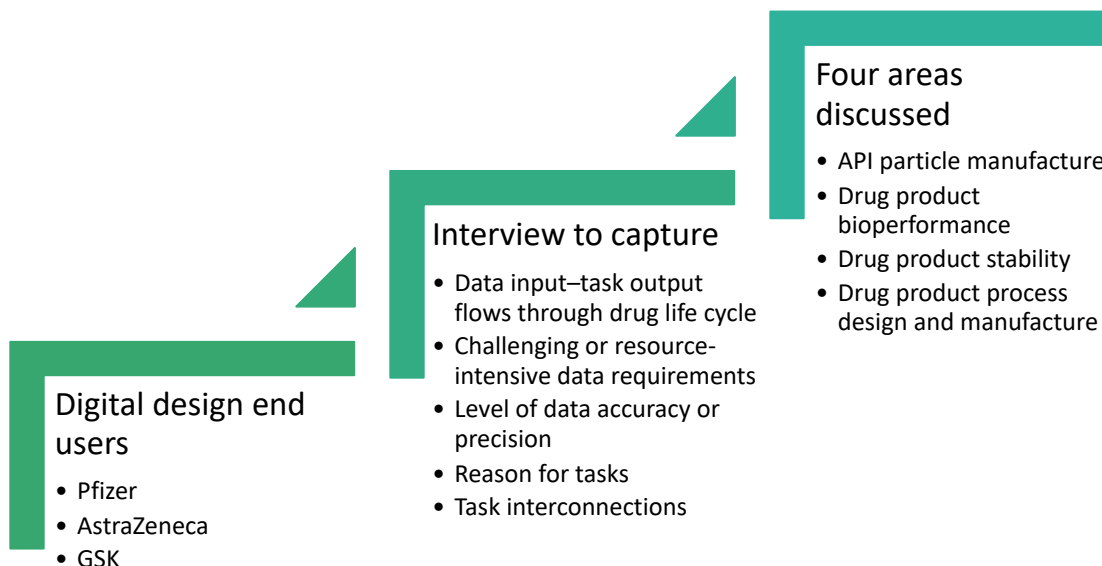 Digital design end
users
• Pfizer
• AstraZeneca
• GSK
Interview to capture
• Data input–task output
flows through drug life cycle
• Challenging or resource-
intensive data requirements
• Level of data accuracy or
precision
• Reason for tasks
• Task interconnections
Four areas
discussed
• API particle manufacture
• Drug product
bioperformance
• Drug product stability
• Drug product process
design and manufacture